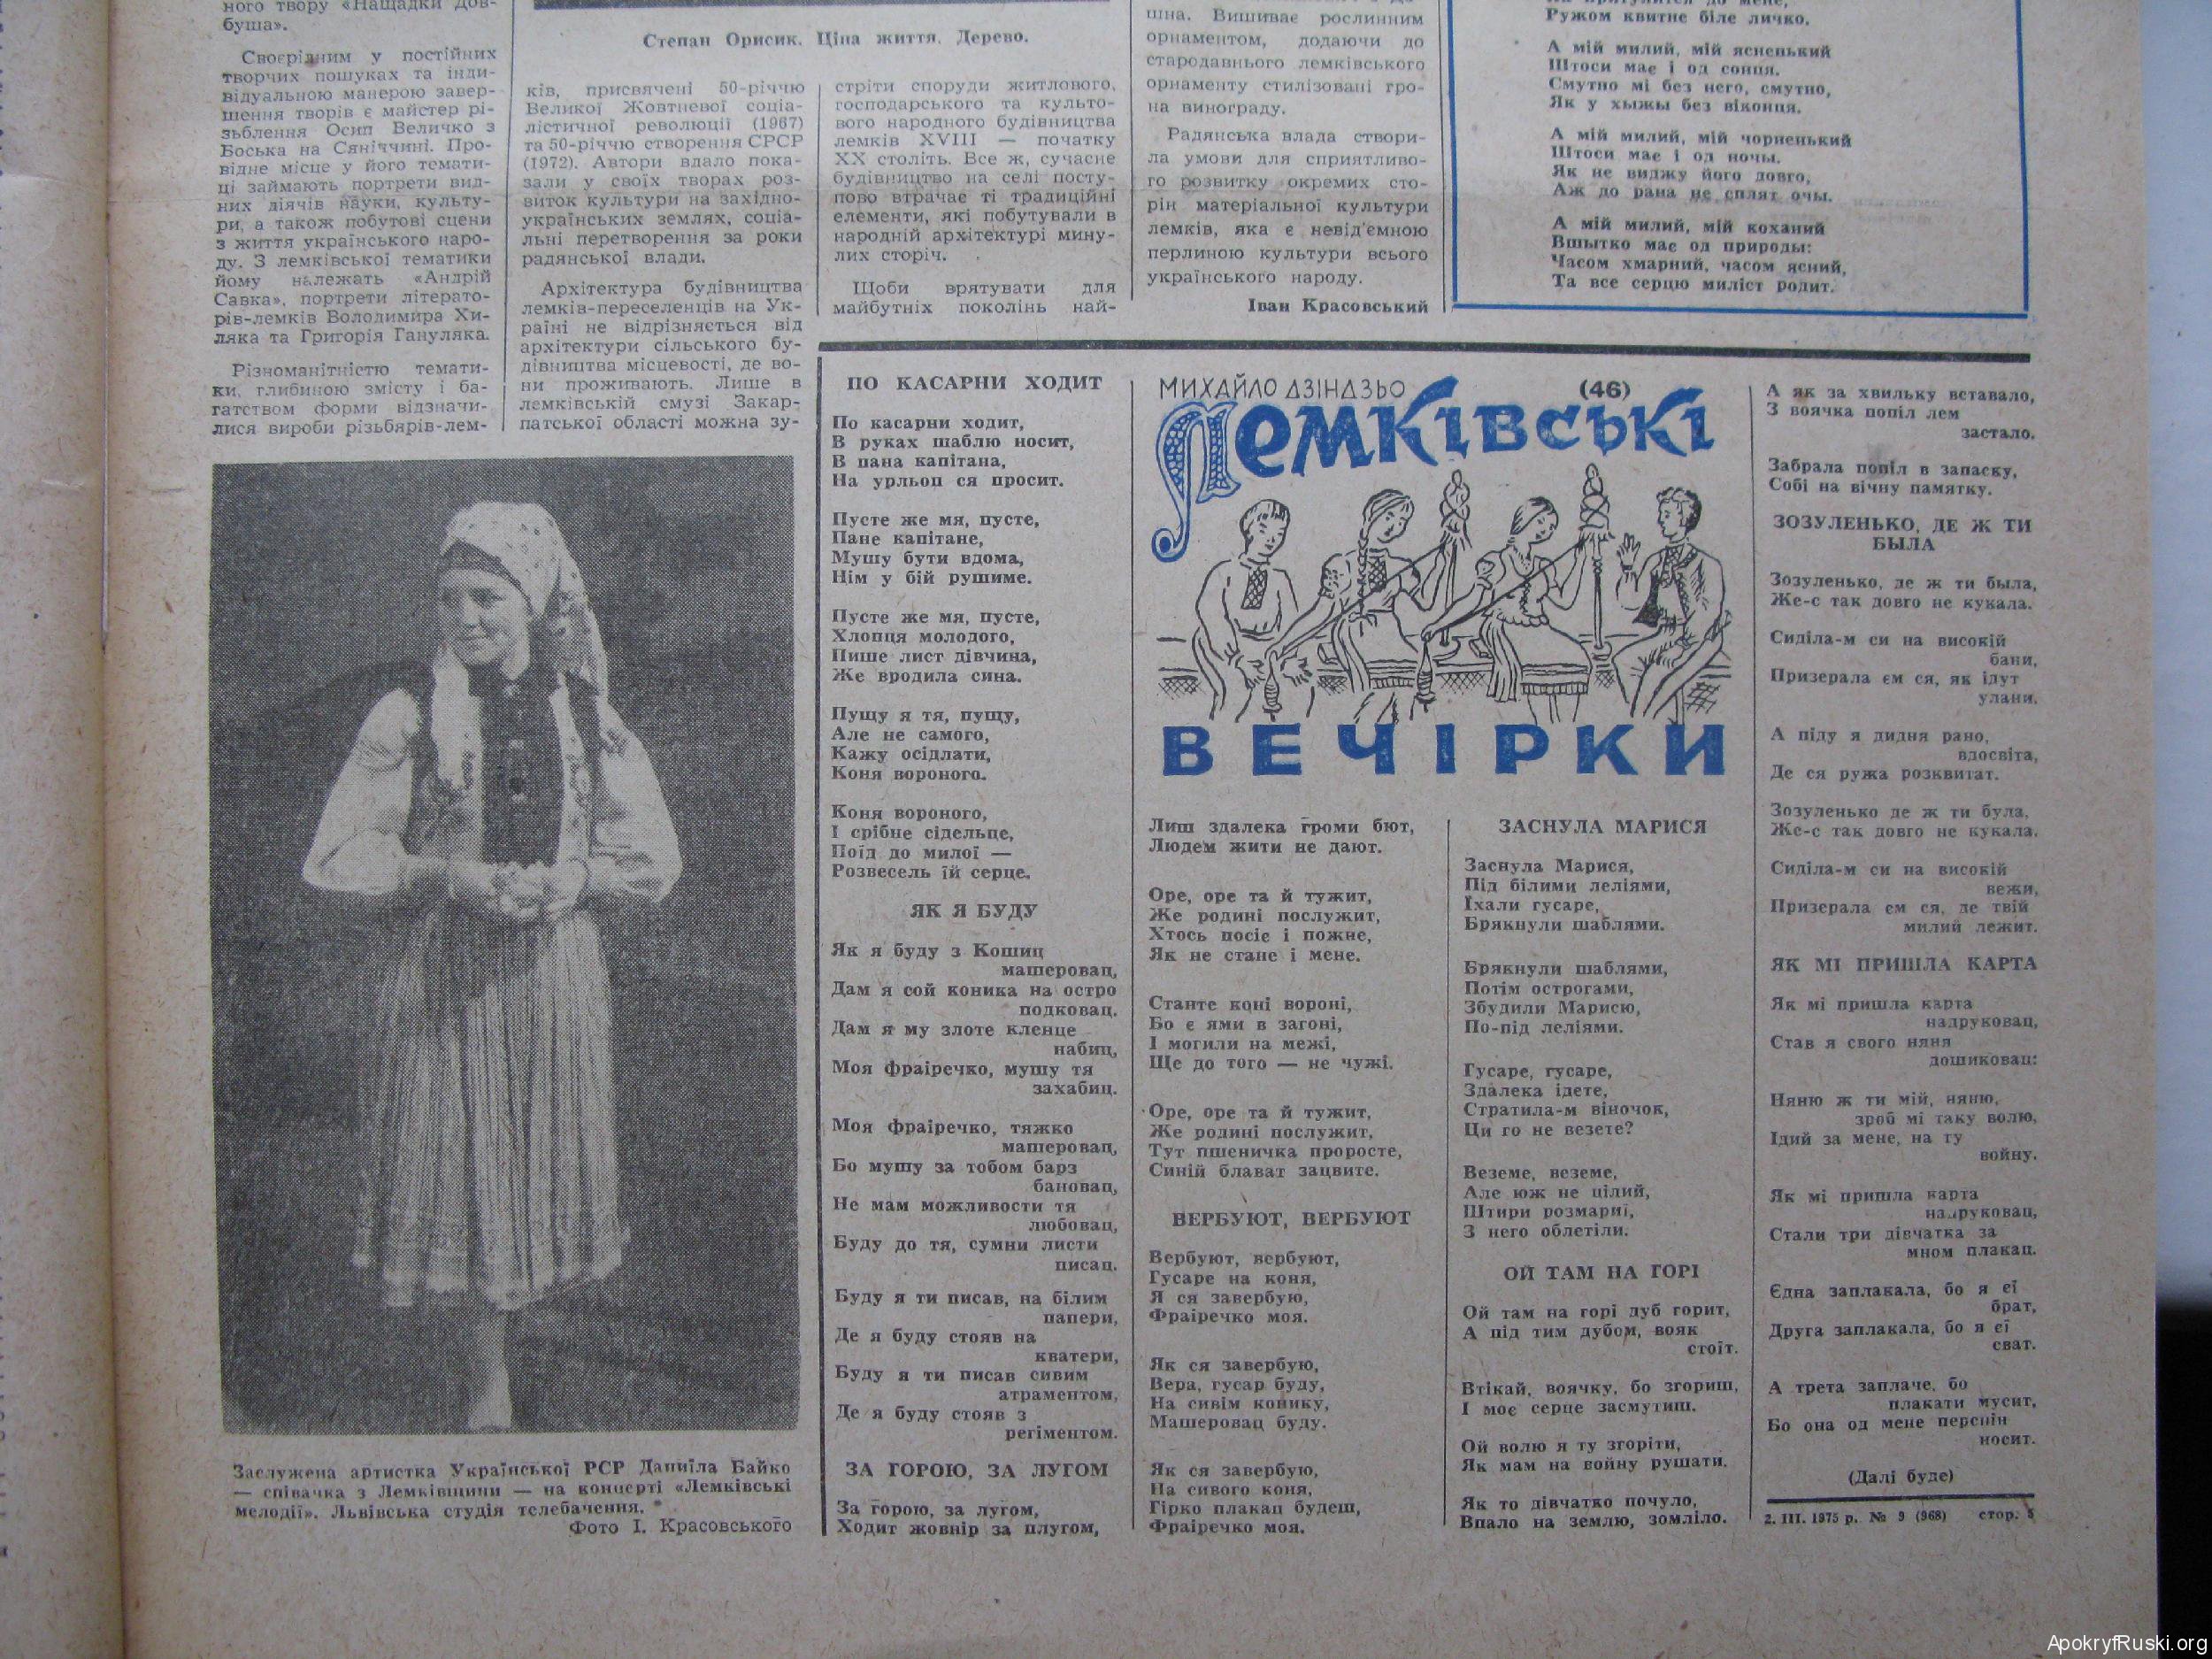 ного твору «Нащадки Дов-
буша».
Своєрідним у постійних
творчих пошуках та інди-
відуальною манерою завер-
шення творів є майстер рі-
зьблення Осип Величко з
Боська на Сяніччині. Про-
відне місце у його темати-
ці займають портрети вид-
них діячів науки, культу-
ри, а також побутові сцени
з життя українського наро-
ду. З лемківської тематики
йому належать «Андрій
Савка», портрети літерато-
рів-лемків Володимира Хи-
ляка та Григорія Гануляка.
Різноманітністю темати-
ки, глибиною змісту і ба-
гатством форми відзначи-
лися вироби різьбярів-лем-
Степан Орисик. Ціна життя. Дерево.
ків, присвячені 50-річчю
Великої Жовтневої соціа-
лістичної революції (1967)
та 50-річчю створення СРСР
(1972). Автори вдало пока-
зали у своїх творах роз-
виток культури на західно-
українських землях, соціа-
льні перетворення за роки
радянської влади.
Архітектура будівництва
лемків-переселенців на Ук-
раїні не відрізняється від
архітектури сільського бу-
дівництва місцевості, де во-
ни проживають. Лише в
лемківській смузі Закар-
патської області можна зу-
стріти споруди житлового,
господарського та культо-
вого народного будівництва
лемків XVIII — початку
XX століть. Все ж, сучасне
будівництво на селі посту-
пово втрачає ті традиційні
елементи, які побутували в
народній архітектурі мину-
лих сторіч.
Щоби врятувати для
майбутніх поколінь най-
шна. Вишиває рослинним
орнаментом, додаючи до
стародавнього лемківського
орнаменту стилізовані гро-
на винограду.
Радянська влада створи-
ла умови для сприятливо-
го розвитку окремих сто-
рін матеріальної культури
лемків, яка є невід'ємною
перлиною культури всього
українського народу.
Іван Красовський
Ружом квитне біле личко.
А мій милий, мій ясненький
Штоси має і од сонця.
Смутно мі без него, смутно,
Як у хыжы без віконця.
А мій милий, мій чорненький
Штоси має і од ночы.
Як не виджу його довго,
Аж до рана не сплят очы.
А мій милий, мій коханий
Вшытко має од природы:
Часом хмарний, часом ясний,
Та все серцю миліст родит.
Заслужена артистка Української РСР Даниїла Байко
— співачка з Лемківщини — на концерті «Лемківські
мелодії». Львівська студія телебачення.
Фото І. Красовського
ПО КАСАРНИ ХОДИТ
По касарни ходит,
В руках шаблю носит,
В пана капітана,
На урльоп ся просит.
Пусте же мя, пусте,
Пане капітане,
Мушу бути вдома,
Нім у бій рушиме.
Пусте же мя, пусте,
Хлопця молодого,
Пише лист дівчина,
Же вродила сина.
Пущу я тя, пущу,
Але не самого,
Кажу осідлати,
Коня вороного.
Коня вороного,
І срібне сідельце,
Поїд до милої —
Розвесель їй серце.
ЯК Я БУДУ
Як я буду з Кошиц
машеровац,
Дам я сой коника на остро
подковац.
Дам я му злоте кленце
набиц,
Моя фраіречко, мушу тя
захабиц.
Моя фраіречко, тяжко
машеровац,
Бо мушу за тобом барз
бановац,
Не мам можливости тя
любовац,
Буду до тя, сумни листи
писац.
Буду я ти писав, на білим
папери,
Де я буду стояв на
кватери,
Буду я ти писав сивим
атраментом,
Де я буду стояв з
регіментом.
ЗА ГОРОЮ, ЗА ЛУГОМ
За горою, за лугом,
Ходит жовнір за плугом,
МИХАЙЛО ДЗІНДЗЬО
(46)
Лемківські
ВЕЧІРКИ
Лиш здалека громи бют,
Людем жити не дают.
Оре, оре та й тужит,
Же родині послужит,
Хтось посіє і пожне,
Як не стане і мене.
Станте коні вороні,
Бо є ями в загоні,
І могили на межі,
Ще до того — не чужі.
Оре, оре та й тужит,
Же родині послужит,
Тут пшеничка проросте,
Синій блават зацвите.
ВЕРБУЮТ, ВЕРБУЮТ
Вербуют, вербуют,
Гусаре на коня,
Я ся завербую,
Фраіречко моя.
Як ся завербую,
Вера, гусар буду,
На сивім конику,
Машеровац буду.
Як ся завербую,
На сивого коня,
Гірко плакац будеш,
Фраіречко моя.
ЗАСНУЛА МАРИСЯ
Заснула Марися,
Під білими леліями,
Їхали гусаре,
Брякнули шаблями.
Брякнули шаблями,
Потім острогами,
Збудили Марисю,
По-під леліями.
Гусаре, гусаре,
Здалека ідете,
Стратила-м віночок,
Ци го не везете?
Веземе, веземе,
Але юж не цілий,
Штири розмариї,
З него облетіли.
ОЙ ТАМ НА ГОРІ
Ой там на горі дуб горит,
А під тим дубом, вояк
стоїт.
Втікай, воячку, бо згориш,
І моє серце засмутиш.
Ой волю я ту згоріти,
Як мам на войну рушати.
Як то дівчатко почуло,
Впало на землю, зомліло.
А як за хвильку вставало,
З воячка попіл лем
застало.
Забрала попіл в запаску,
Собі на вічну памятку.
ЗОЗУЛЕНЬКО, ДЕ Ж ТИ
БЫЛА
Зозуленько, де ж ти была,
Же-с так довго не кукала.
Сиділа-м си на високій
бани,
Призерала єм ся, як ідут
улани.
А піду я дидня рано,
вдосвіта,
Де ся ружа розквитат.
Зозуленько де ж ти була,
Же-с так довго не кукала.
Сиділа-м си на високій
вежи,
Призерала єм ся, де твій
милий лежит.
ЯК МІ ПРИШЛА КАРТА
Як мі пришла карта
надруковац,
Став я свого няня
дошиковац:
Няню ж ти мій, няню,
зроб мі таку волю,
Ідий за мене, на ту
войну.
Як мі пришла карта
надруковац,
Стали три дівчатка за
мном плакац.
Єдна заплакала, бо я еї
брат,
Друга заплакала, бо я еї
сват.
А трета заплаче, бо
плакати мусит,
Бо она од мене персцін
носит.
(Далі буде)
2. III. 1975 р. № 9 (968) стор. 5
ApokryfRuski.org